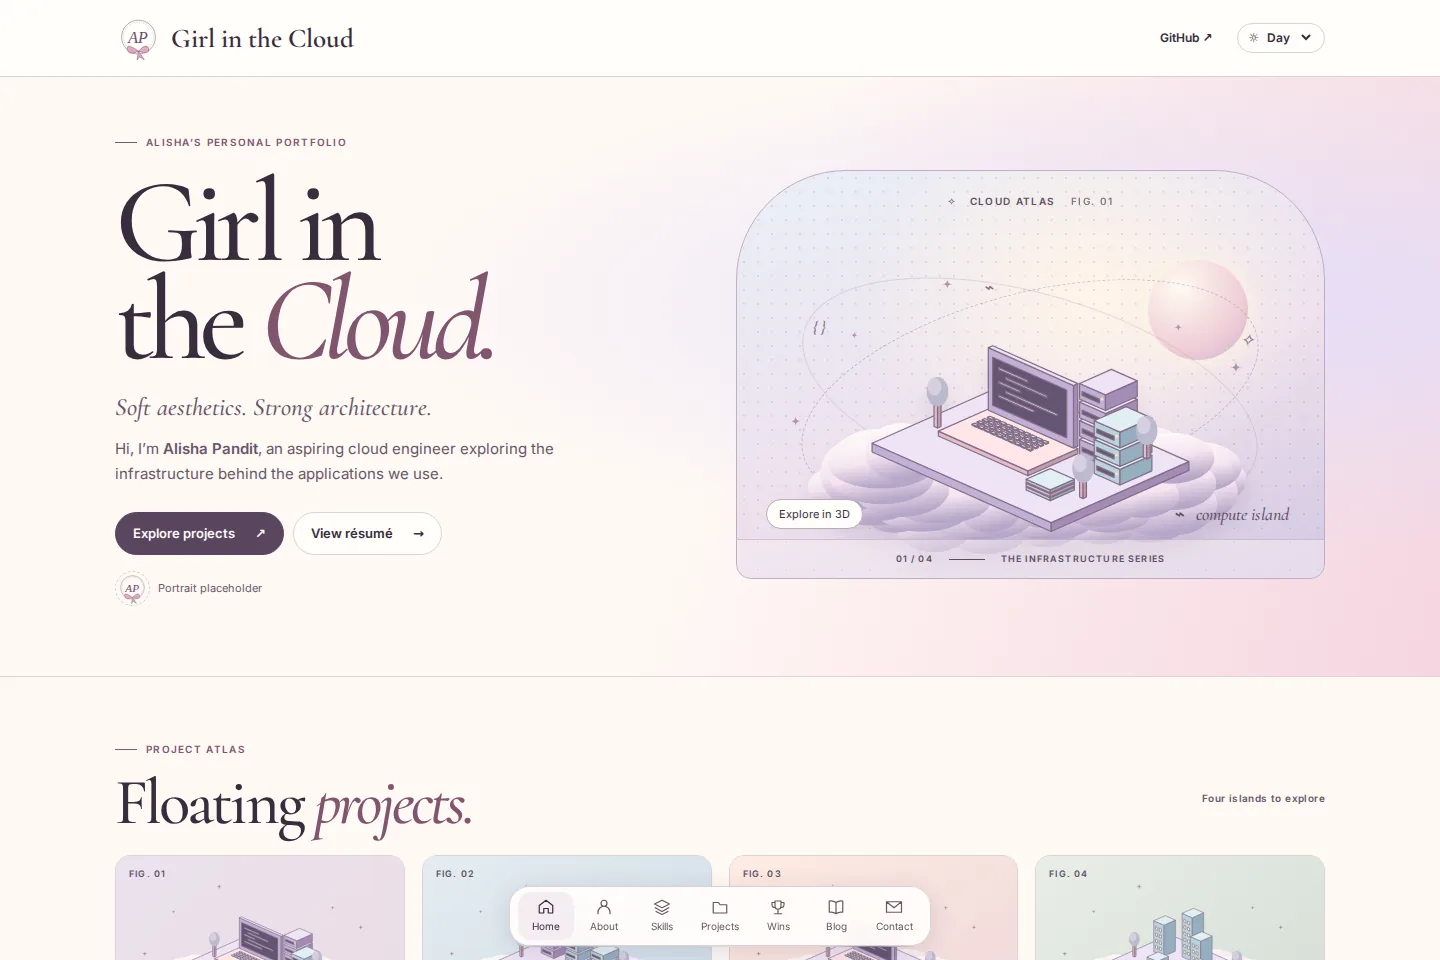 AP
Girl in the Cloud
GitHub ↗
Day
ALISHA'S PERSONAL PORTFOLIO
Girl in
the Cloud.
Soft aesthetics. Strong architecture.
Hi, I’m Alisha Pandit, an aspiring cloud engineer exploring the
infrastructure behind the applications we use.
Explore projects ↗
View résumé →
AP
Portrait placeholder
CLOUD ATLAS FIG. 01
{ }
Explore in 3D
compute island
01 / 04
THE INFRASTRUCTURE SERIES
PROJECT ATLAS
Floating projects.
Four islands to explore
FIG. 01
FIG. 02
FIG. 03
FIG. 04
Home
About
Skills
Projects
Wins
Blog
Contact